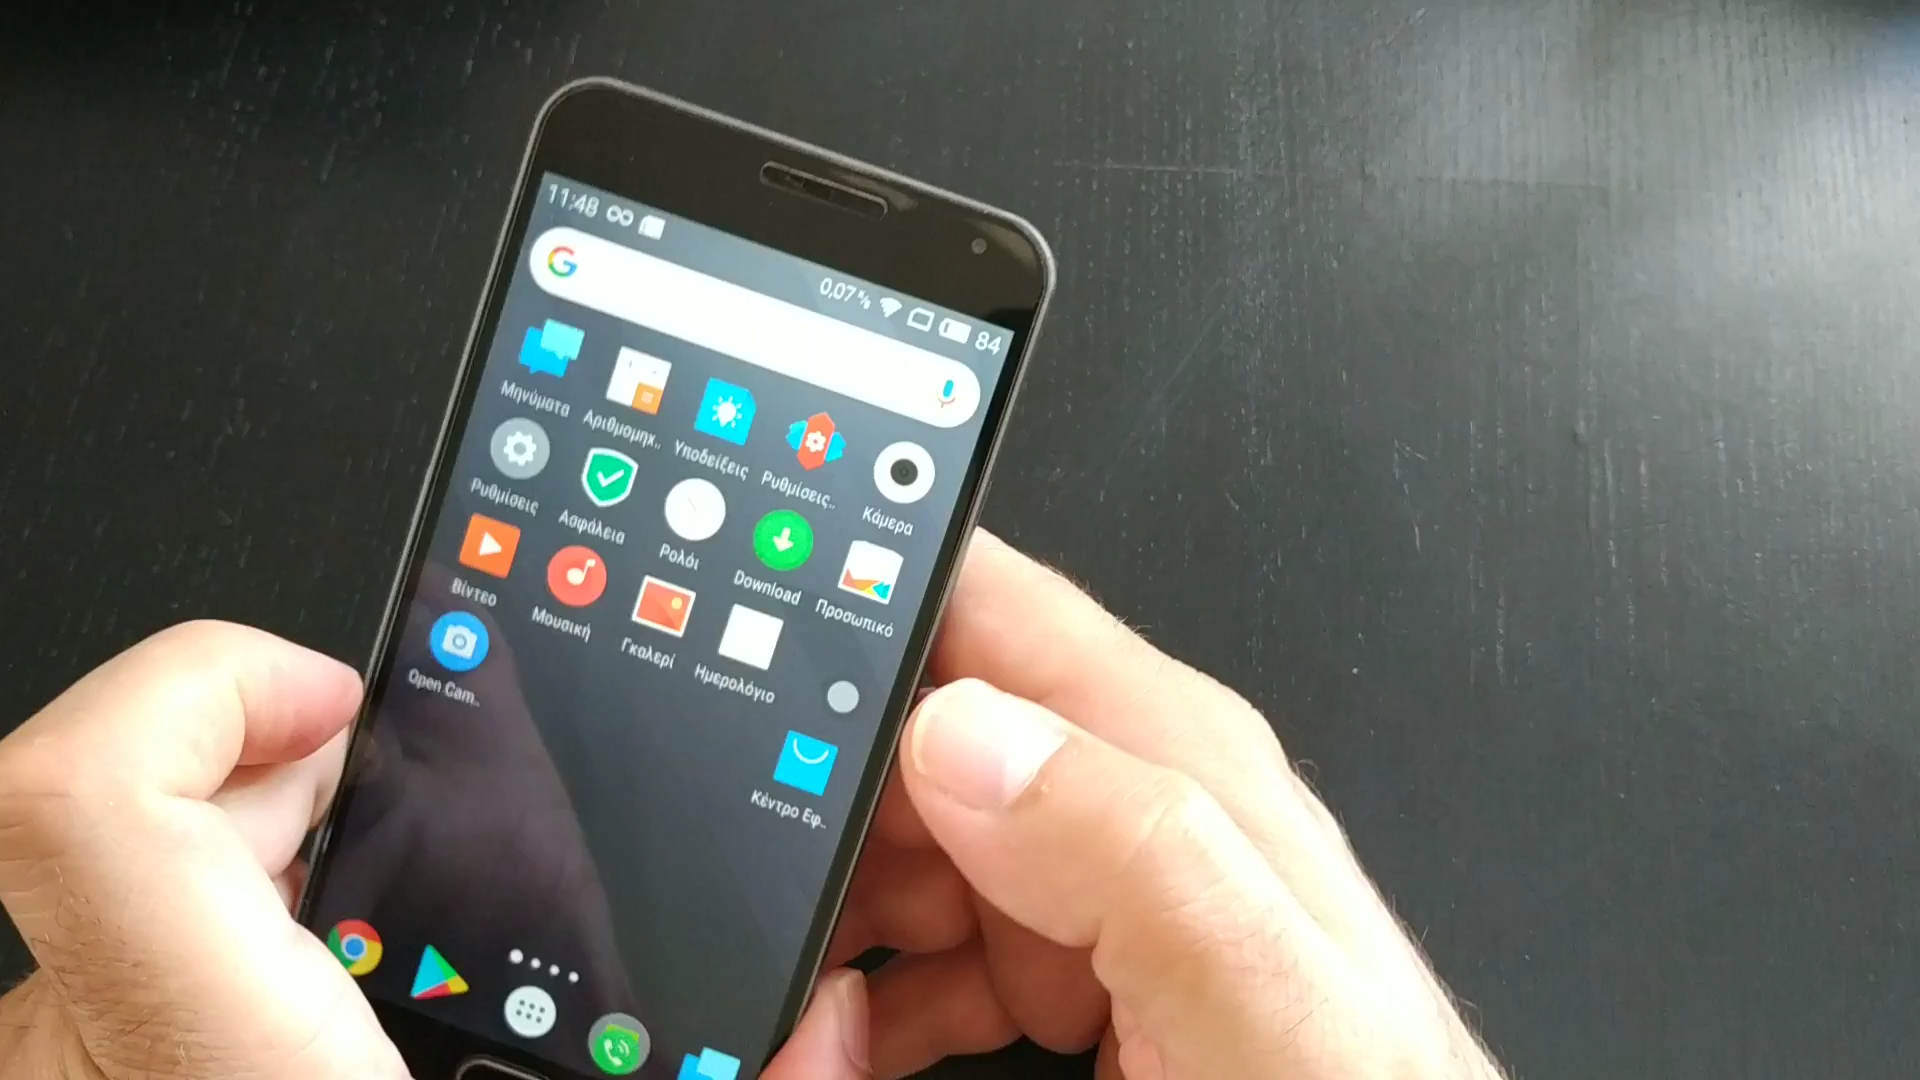 11:48
0,07 K/s 84
G
Μηνύματα Αριθμομηχ.. Υποδείξεις Ρυθμίσεις.. Κάμερα
Ρυθμίσεις Ασφάλεια Ρολόι Download Προσωπικό
Βίντεο Μουσική Γκαλερί Ημερολόγιο
Open Cam..
Κέντρο Εφ..